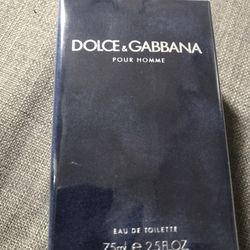 DOLCE & GABBANA
POUR HOMME
EAU DE TOILETTE
75ml ℮ 2.5FL.OZ